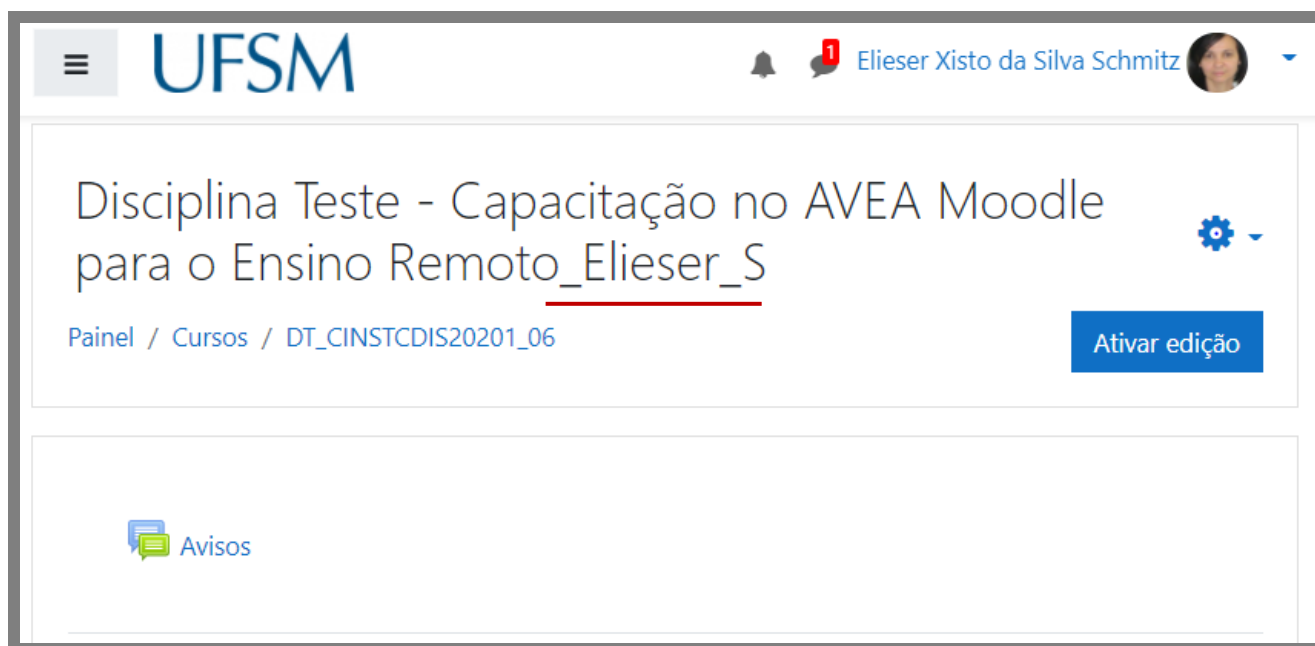 UFSM
1 Elieser Xisto da Silva Schmitz
Disciplina Teste - Capacitação no AVEA Moodle
para o Ensino Remoto_Elieser_S
Painel / Cursos / DT_CINSTCDIS20201_06
Ativar edição
Avisos